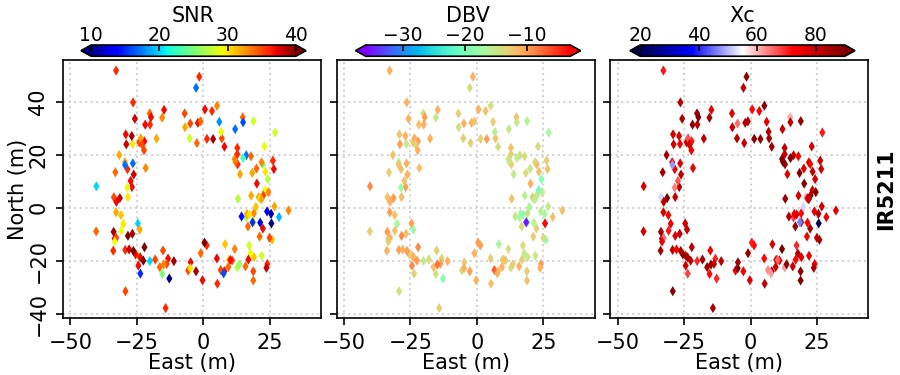 SNR DBV Xc
10 20 30 40 −30 −20 −10 20 40 60 80
North (m)
40
20
0
−20
−40
−50 −25 0 25 −50 −25 0 25 −50 −25 0 25
East (m) East (m) East (m)
IR5211